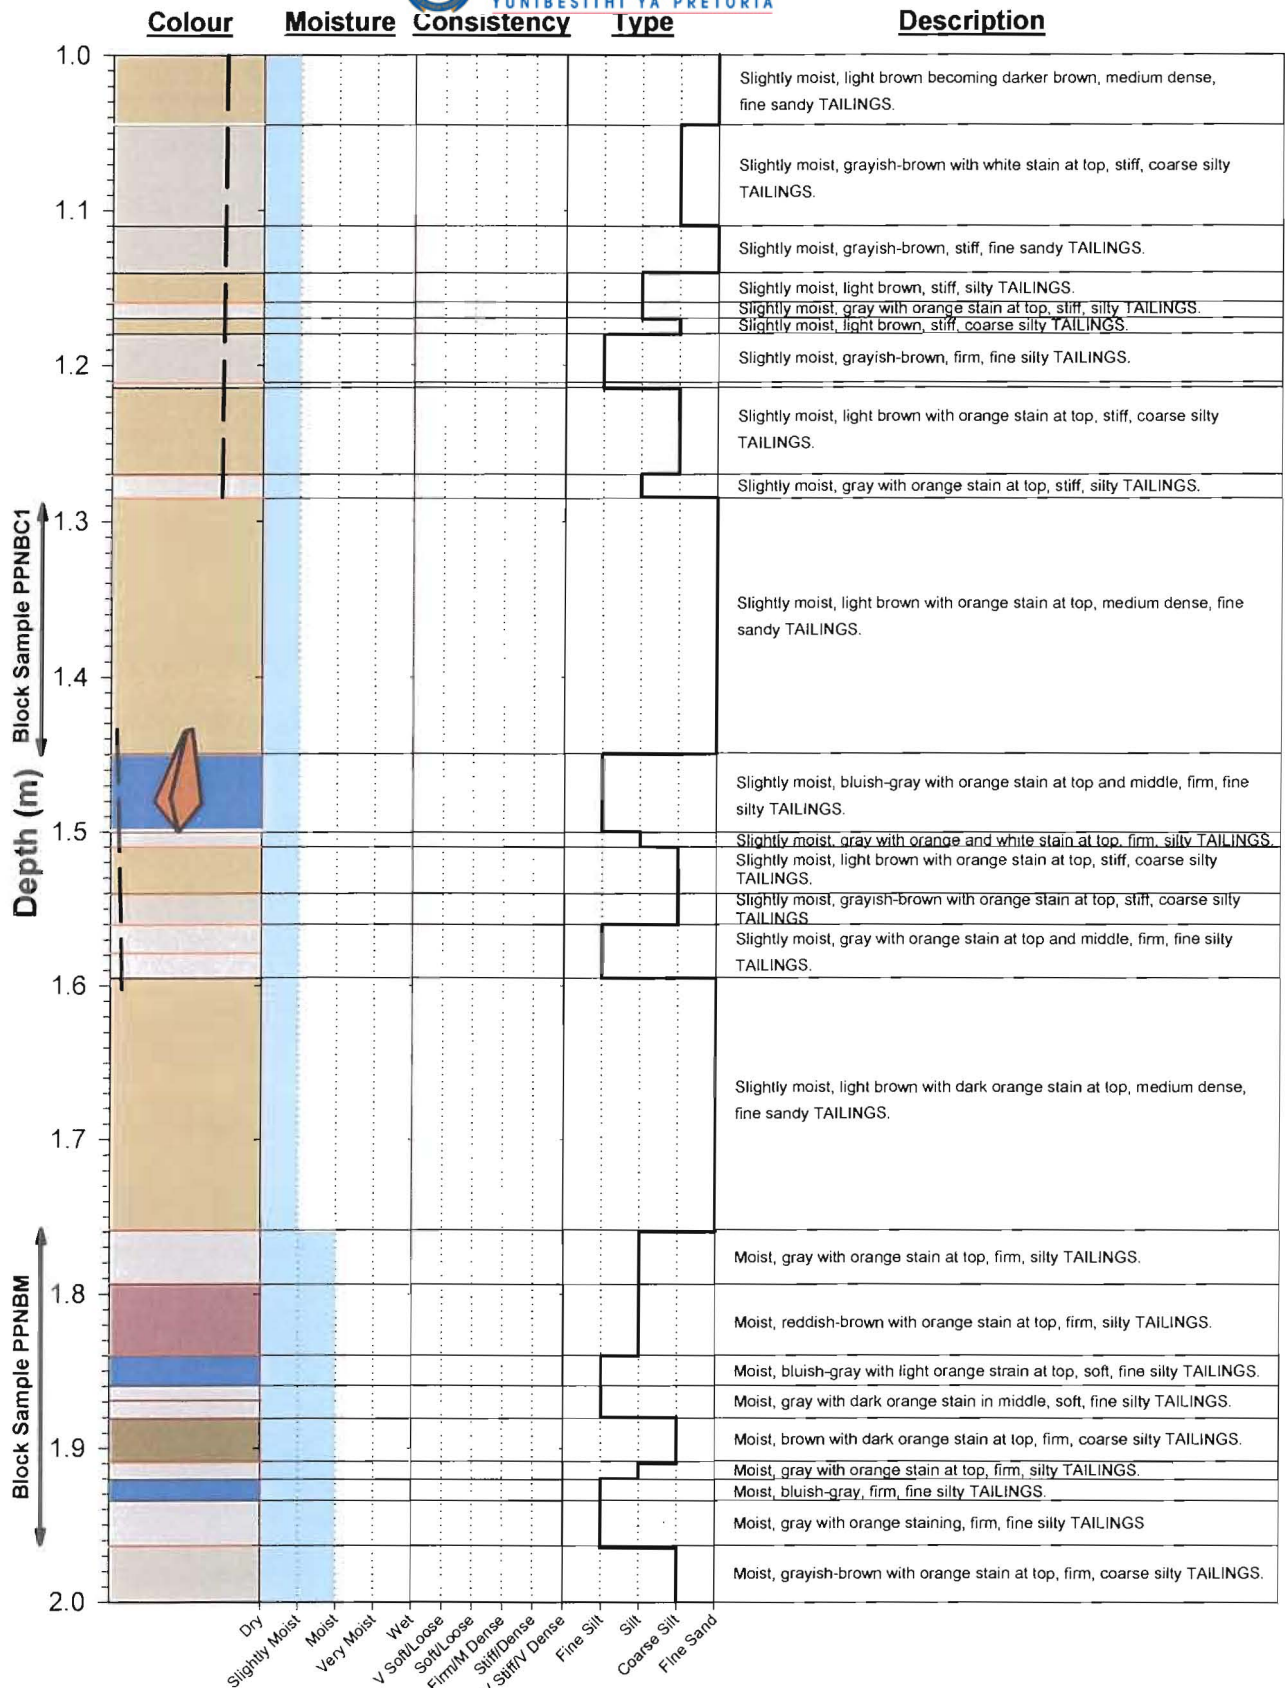 YUNIBESITHI YA PRETORIA
Colour Moisture Consistency Type Description
1.0
Slightly moist, light brown becoming darker brown, medium dense,
fine sandy TAILINGS.
Slightly moist, grayish-brown with white stain at top, stiff, coarse silty
TAILINGS.
1.1
Slightly moist, grayish-brown, stiff, fine sandy TAILINGS.
Slightly moist, light brown, stiff, silty TAILINGS.
Slightly moist, gray with orange stain at top, stiff, silty TAILINGS.
Slightly moist, light brown, stiff, coarse silty TAILINGS.
Slightly moist, grayish-brown, firm, fine silty TAILINGS.
1.2
Slightly moist, light brown with orange stain at top, stiff, coarse silty
TAILINGS.
Slightly moist, gray with orange stain at top, stiff, silty TAILINGS.
1.3
Block Sample PPNBC1
Slightly moist, light brown with orange stain at top, medium dense, fine
sandy TAILINGS.
1.4
Depth (m)
Slightly moist, bluish-gray with orange stain at top and middle, firm, fine
silty TAILINGS.
1.5
Slightly moist, gray with orange and white stain at top, firm, silty TAILINGS.
Slightly moist, light brown with orange stain at top, stiff, coarse silty
TAILINGS.
Slightly moist, grayish-brown with orange stain at top, stiff, coarse silty
TAILINGS
Slightly moist, gray with orange stain at top and middle, firm, fine silty
TAILINGS.
1.6
Slightly moist, light brown with dark orange stain at top, medium dense,
fine sandy TAILINGS.
1.7
Block Sample PPNBM
Moist, gray with orange stain at top, firm, silty TAILINGS.
1.8
Moist, reddish-brown with orange stain at top, firm, silty TAILINGS.
Moist, bluish-gray with light orange strain at top, soft, fine silty TAILINGS.
Moist, gray with dark orange stain in middle, soft, fine silty TAILINGS.
1.9
Moist, brown with dark orange stain at top, firm, coarse silty TAILINGS.
Moist, gray with orange stain at top, firm, silty TAILINGS.
Moist, bluish-gray, firm, fine silty TAILINGS.
Moist, gray with orange staining, firm, fine silty TAILINGS
Moist, grayish-brown with orange stain at top, firm, coarse silty TAILINGS.
2.0
Dry
Slightly Moist
Moist
Very Moist
Wet
V Soft/Loose
Soft/Loose
Firm/M Dense
Stiff/Dense
Stiff/V Dense
Fine Silt
Silt
Coarse Silt
Fine Sand